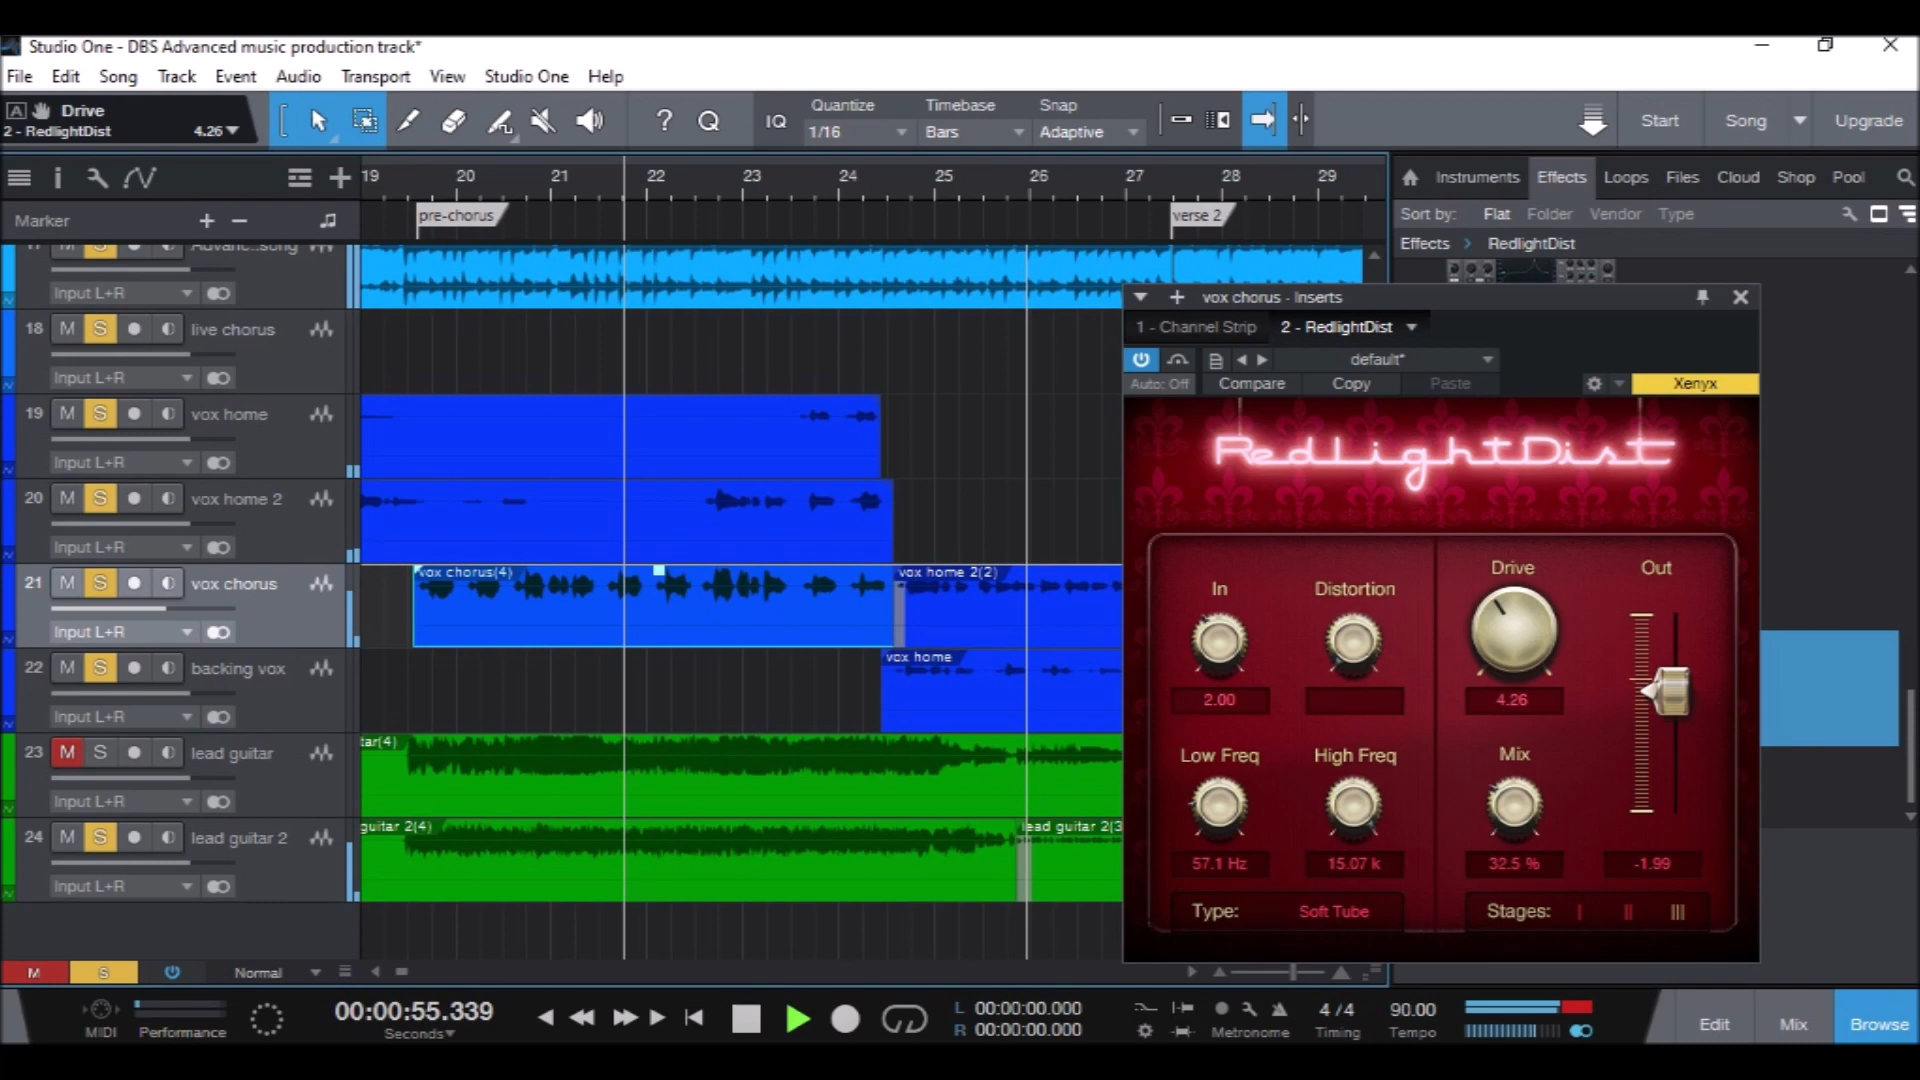 Studio One - DBS Advanced music production track*
File Edit Song Track Event Audio Transport View Studio One Help
A Drive
2 - RedlightDist 4.26
? Q IQ
Quantize Timebase Snap
1/16 Bars Adaptive
Start Song Upgrade
i
19 20 21 22 23 24 25 26 27 28 29
Instruments Effects Loops Files Cloud Shop Pool
Marker + −
pre-chorus verse 2
Sort by: Flat Folder Vendor Type
Effects > RedlightDist
17 M S Advanc...song
Input L+R
18 M S live chorus
Input L+R
19 M S vox home
Input L+R
20 M S vox home 2
Input L+R
21 M S vox chorus
Input L+R
vox chorus(4) vox home 2(2)
22 M S backing vox
Input L+R
vox home
23 M S lead guitar
Input L+R
tar(4)
24 M S lead guitar 2
Input L+R
guitar 2(4) lead guitar 2(3
vox chorus - Inserts
1 - Channel Strip 2 - RedlightDist
default*
Auto: Off Compare Copy Paste Xenyx
RedLightDist
In Distortion Drive Out
2.00 4.26
Low Freq High Freq Mix
57.1 Hz 15.07 k 32.5 % -1.99
Type: Soft Tube Stages: I II III
M S Normal
MIDI Performance
00:00:55.339
Seconds
L 00:00:00.000
R 00:00:00.000
Metronome
4 / 4
Timing
90.00
Tempo
Edit Mix Browse